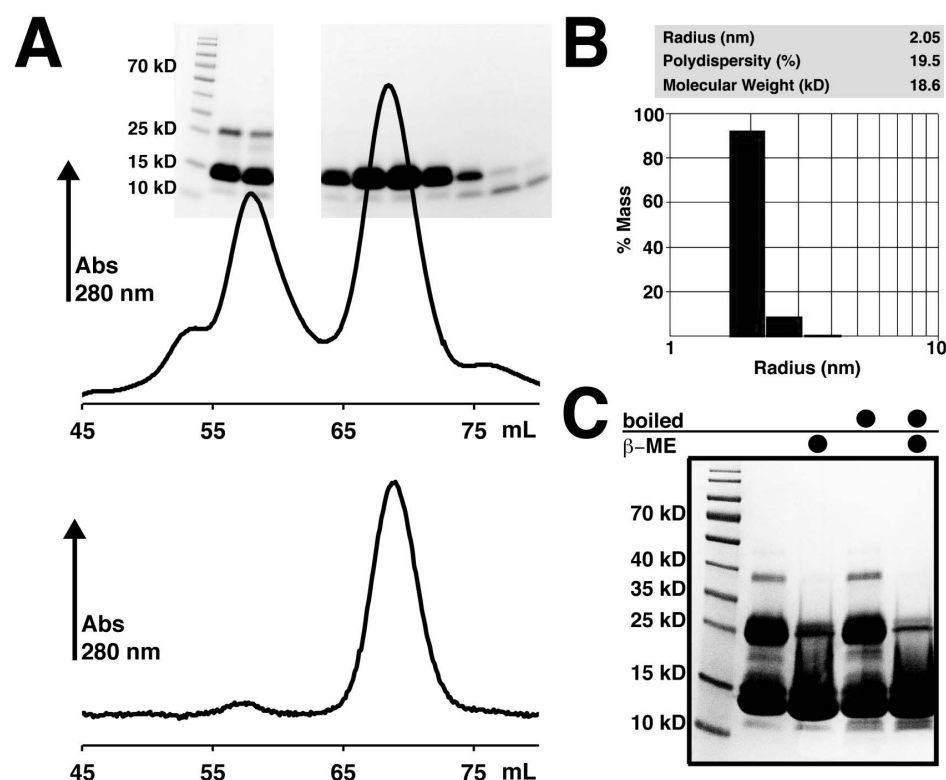 A
70 kD
25 kD
15 kD
10 kD
Abs
280 nm
45 55 65 75 mL
Abs
280 nm
45 55 65 75 mL
B
Radius (nm) 2.05
Polydispersity (%) 19.5
Molecular Weight (kD) 18.6
100
80
60
40
20
% Mass
1 10
Radius (nm)
C
boiled
β–ME
70 kD
40 kD
35 kD
25 kD
15 kD
10 kD